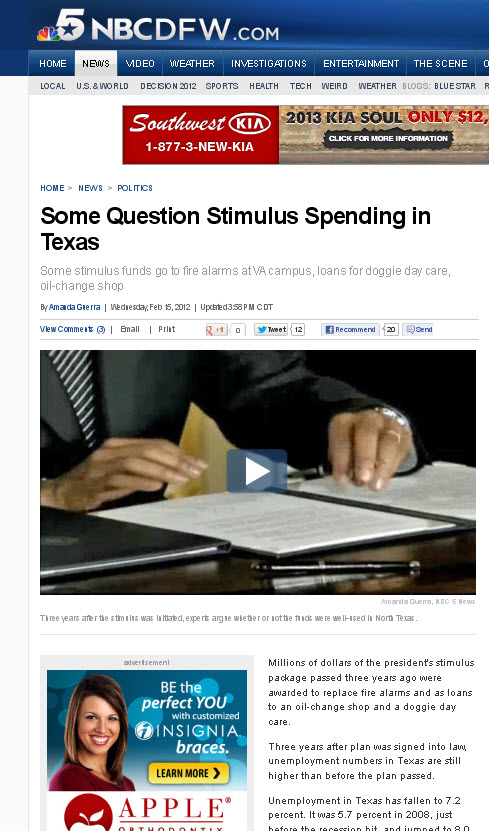 5 NBCDFW.COM
HOME NEWS VIDEO WEATHER INVESTIGATIONS ENTERTAINMENT THE SCENE
LOCAL U.S. & WORLD DECISION 2012 SPORTS HEALTH TECH WEIRD WEATHER BLOGS: BLUE STAR
Southwest KIA
1-877-3-NEW-KIA
2013 KIA SOUL ONLY $12,
CLICK FOR MORE INFORMATION
HOME > NEWS > POLITICS
Some Question Stimulus Spending in
Texas
Some stimulus funds go to fire alarms at VA campus, loans for doggie day care,
oil-change shop
By Amanda Guerra | Wednesday, Feb 15, 2012 | Updated 3:58 PM CDT
View Comments (3) | Email | Print
g +1 0 Tweet 12 Recommend 20 Send
Amanda Guerra, NBC 5 News
Three years after the stimulus was initiated, experts argue whether or not the funds were well-used in North Texas.
advertisement
BE the
perfect YOU
with customized
INSIGNIA
braces.
LEARN MORE
APPLE
ORTHODONTIX
Millions of dollars of the president's stimulus
package passed three years ago were
awarded to replace fire alarms and as loans
to an oil-change shop and a doggie day
care.
Three years after plan was signed into law,
unemployment numbers in Texas are still
higher than before the plan passed.
Unemployment in Texas has fallen to 7.2
percent. It was 5.7 percent in 2008, just
before the recession hit, and jumped to 8.0